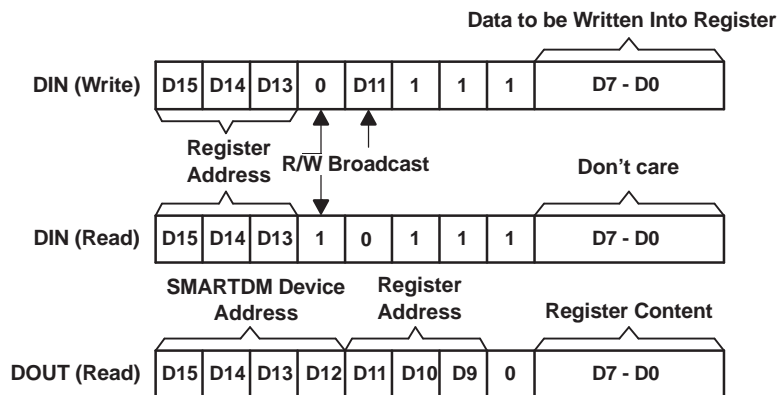 Data to be Written Into Register
DIN (Write) D15 D14 D13 0 D11 1 1 1 D7 - D0
Register
Address
R/W̅ Broadcast
Don't care
DIN (Read) D15 D14 D13 1 0 1 1 1 D7 - D0
SMARTDM Device
Address
Register
Address
Register Content
DOUT (Read) D15 D14 D13 D12 D11 D10 D9 0 D7 - D0